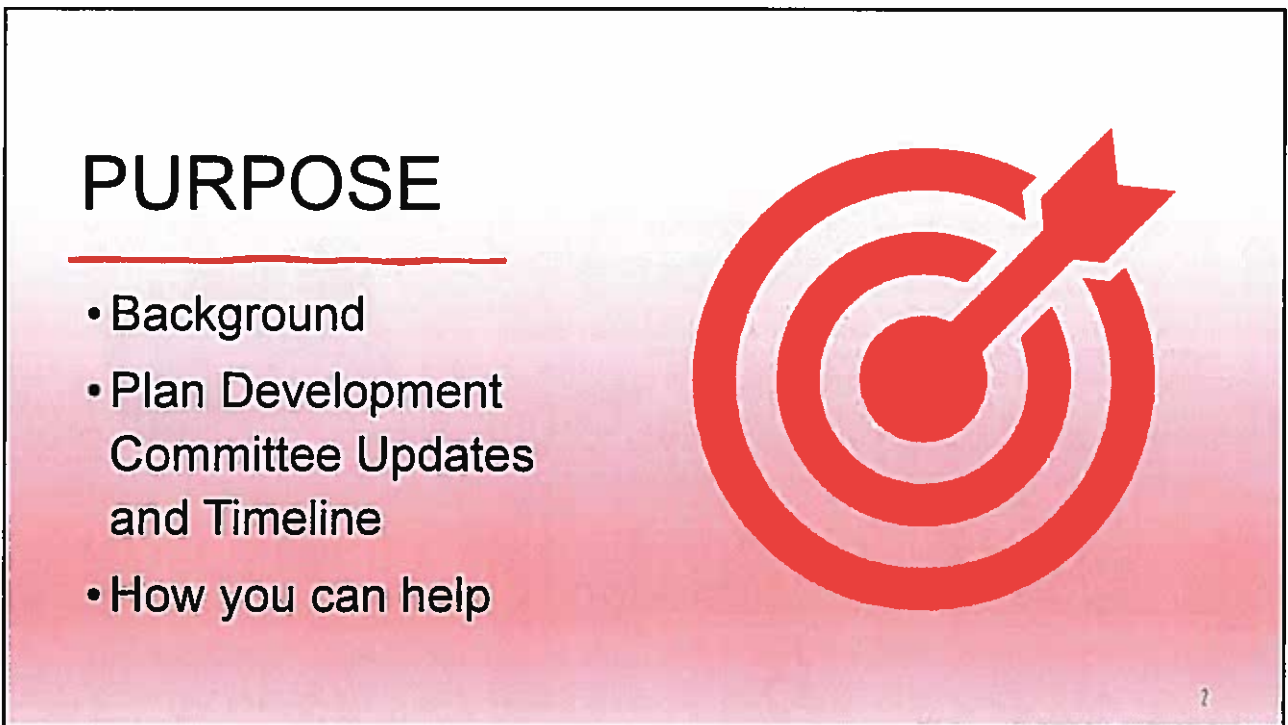 PURPOSE
• Background
• Plan Development
Committee Updates
and Timeline
• How you can help
2